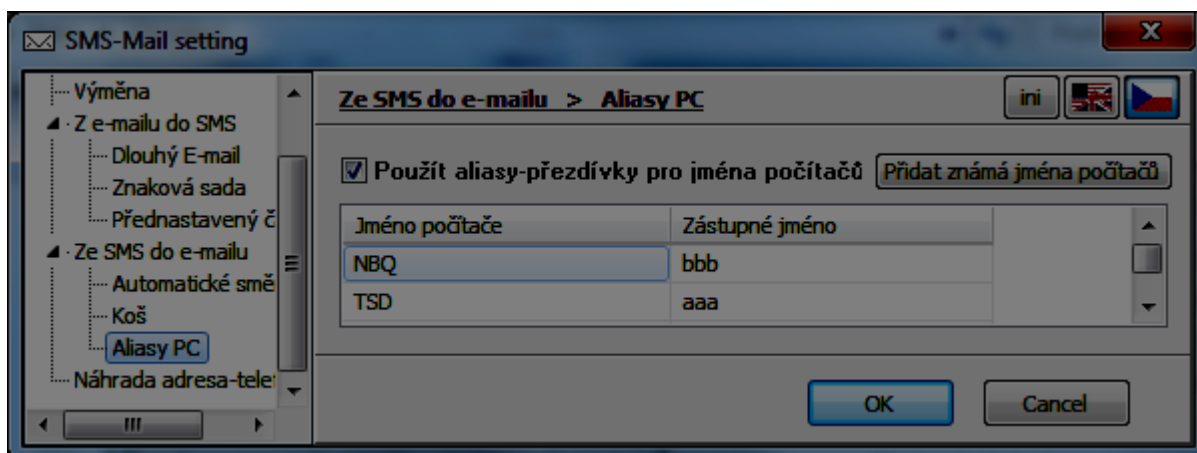 SMS-Mail setting
Výměna
Z e-mailu do SMS
Dlouhý E-mail
Znaková sada
Přednastavený č
Ze SMS do e-mailu
Automatické smě
Koš
Aliasy PC
Náhrada adresa-tele
Ze SMS do e-mailu > Aliasy PC
ini
Použít aliasy-přezdívky pro jména počítačů
Přidat známá jména počítačů
Jméno počítače Zástupné jméno
NBQ bbb
TSD aaa
OK Cancel